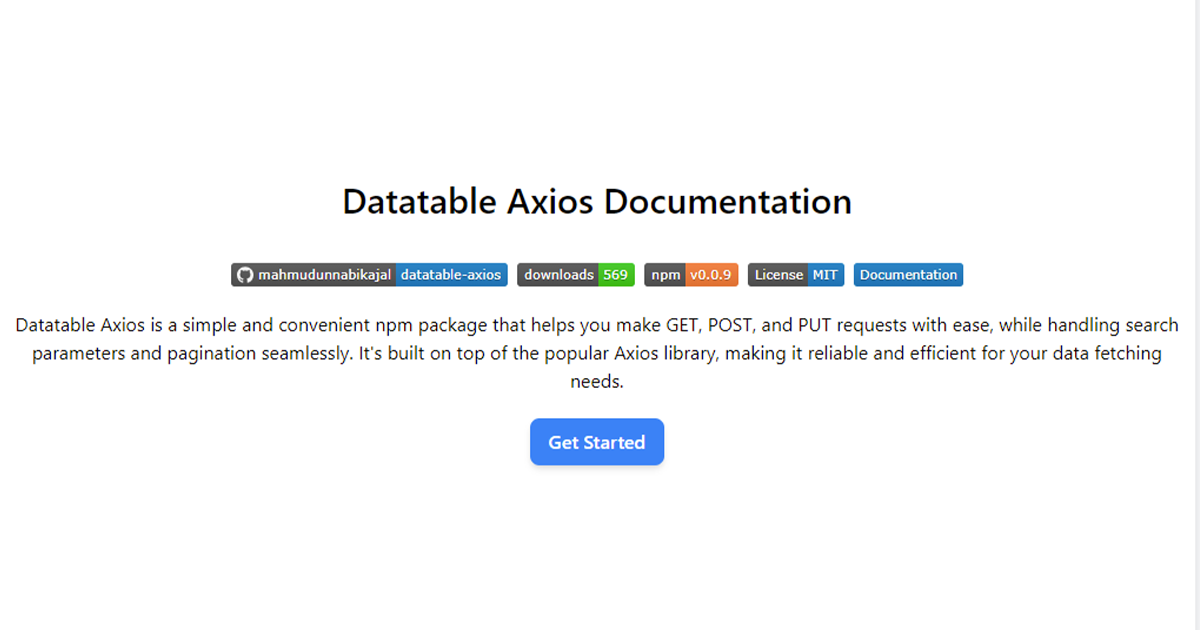 Datatable Axios Documentation
mahmudunnabikajal datatable-axios downloads 569 npm v0.0.9 License MIT Documentation
Datatable Axios is a simple and convenient npm package that helps you make GET, POST, and PUT requests with ease, while handling search
parameters and pagination seamlessly. It's built on top of the popular Axios library, making it reliable and efficient for your data fetching
needs.
Get Started